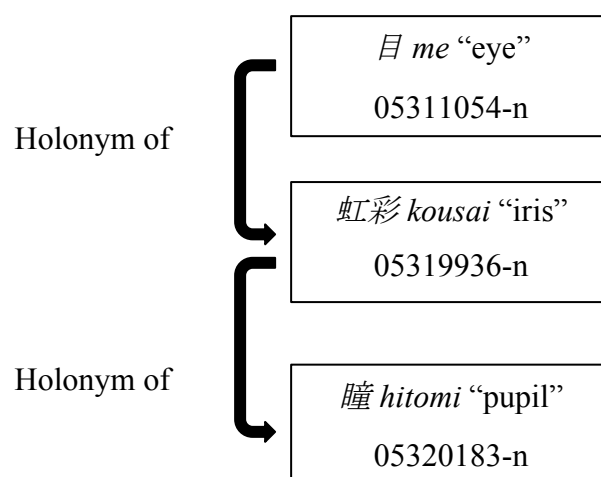 目 me “eye”
05311054-n
Holonym of
虹彩 kousai “iris”
05319936-n
Holonym of
瞳 hitomi “pupil”
05320183-n